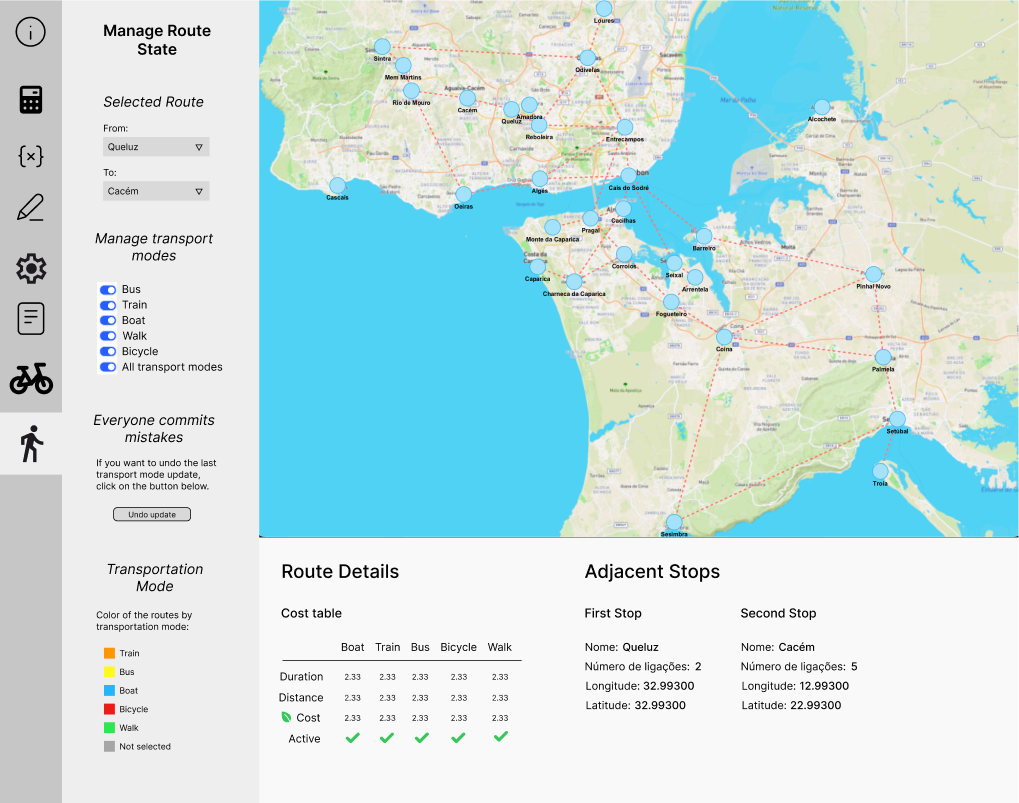 Manage Route
State
Selected Route
From:
Queluz
To:
Cacém
Manage transport
modes
Bus
Train
Boat
Walk
Bicycle
All transport modes
Everyone commits
mistakes
If you want to undo the last
transport mode update,
click on the button below.
Undo update
Transportation
Mode
Color of the routes by
transportation mode:
Train
Bus
Boat
Bicycle
Walk
Not selected
Loures
Sintra
Odivelas
Mem Martins
Rio de Mouro
Agualva-Cacém
Cacém
Amadora
Queluz
Reboleira
Entrecampos
Alcochete
Cascais
Oeiras
Algés
Cais do Sodré
Cacilhas
Pragal
Monte da Caparica
Barreiro
Corroios
Seixal
Caparica
Arrentela
Charneca da Caparica
Pinhal Novo
Fogueteiro
Coina
Palmela
Setúbal
Troia
Sesimbra
Route Details
Cost table
Boat Train Bus Bicycle Walk
Duration 2.33 2.33 2.33 2.33 2.33
Distance 2.33 2.33 2.33 2.33 2.33
Cost 2.33 2.33 2.33 2.33 2.33
Active
Adjacent Stops
First Stop
Nome: Queluz
Número de ligações: 2
Longitude: 32.99300
Latitude: 32.99300
Second Stop
Nome: Cacém
Número de ligações: 5
Longitude: 12.99300
Latitude: 22.99300